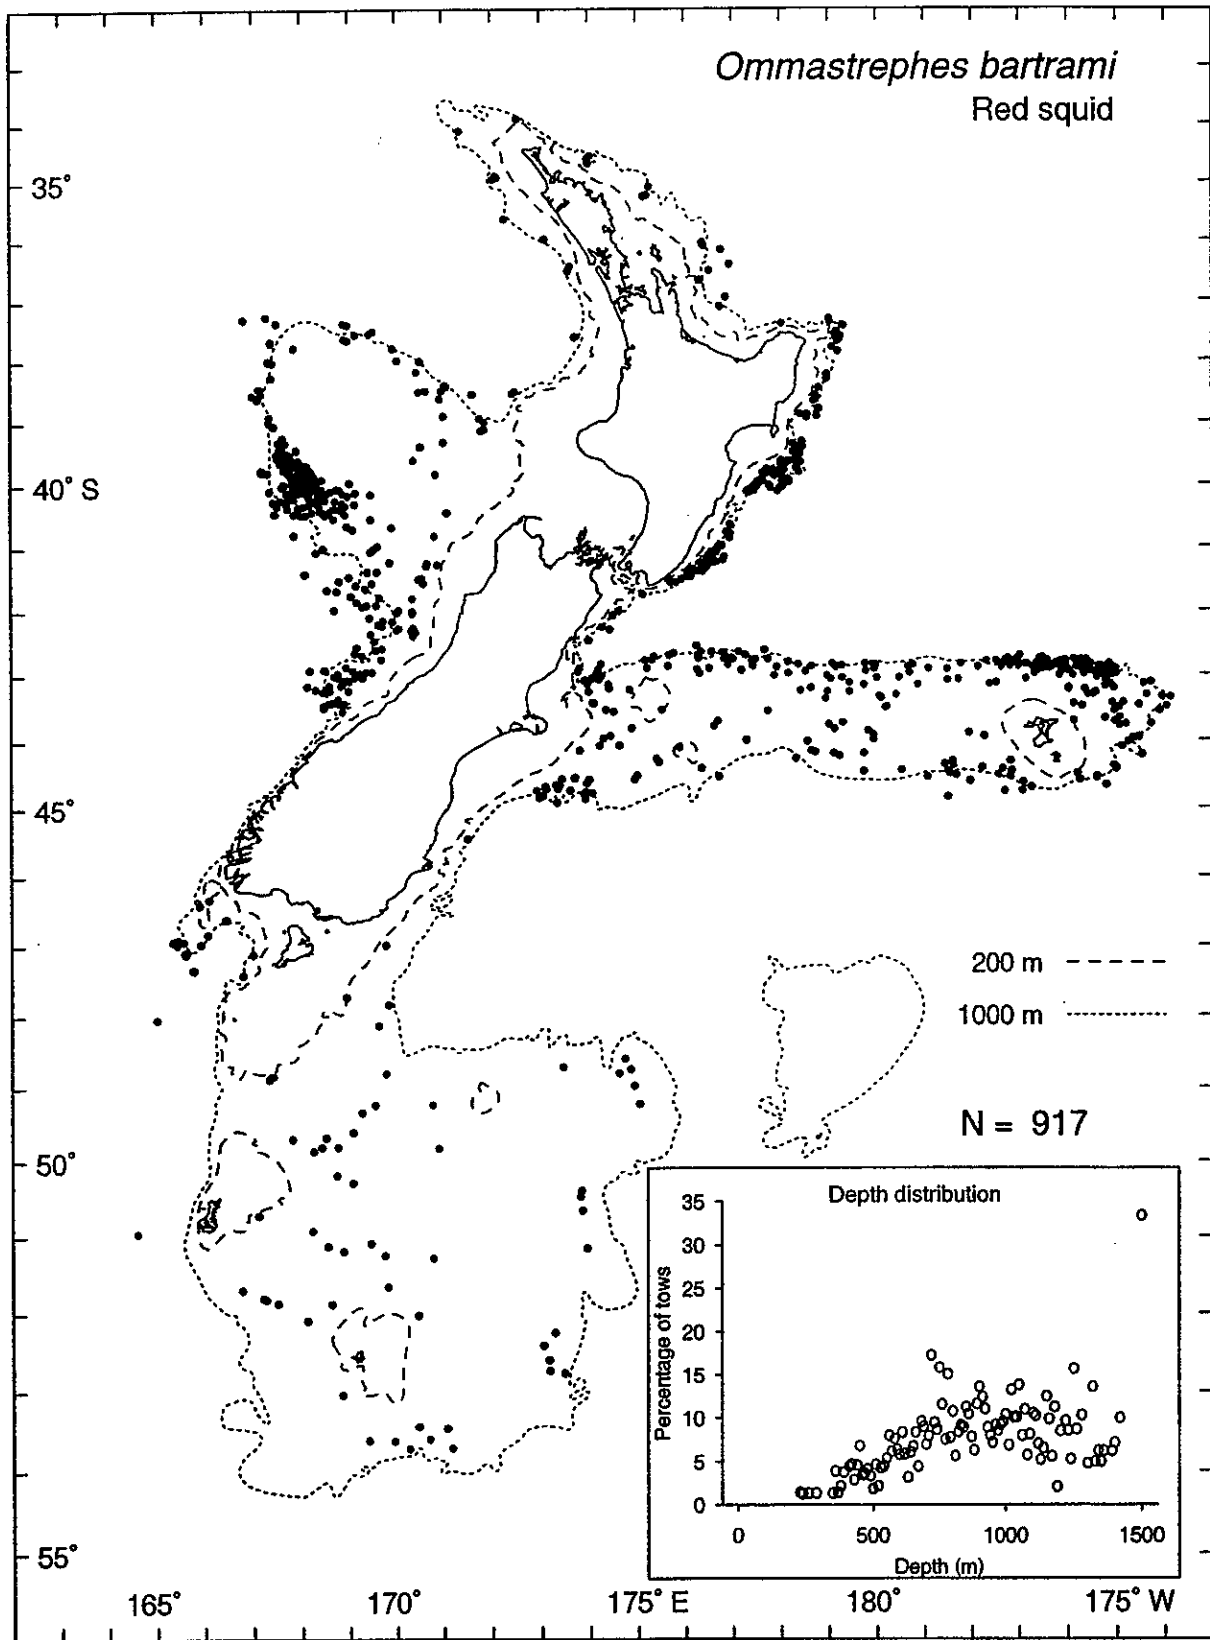 Ommastrephes bartrami
Red squid
35°
40° S
45°
200 m
1000 m
N = 917
50°
Depth distribution
35
30
25
20
15
10
5
0
Percentage of tows
0 500 1000 1500
Depth (m)
55°
165° 170° 175° E 180° 175° W